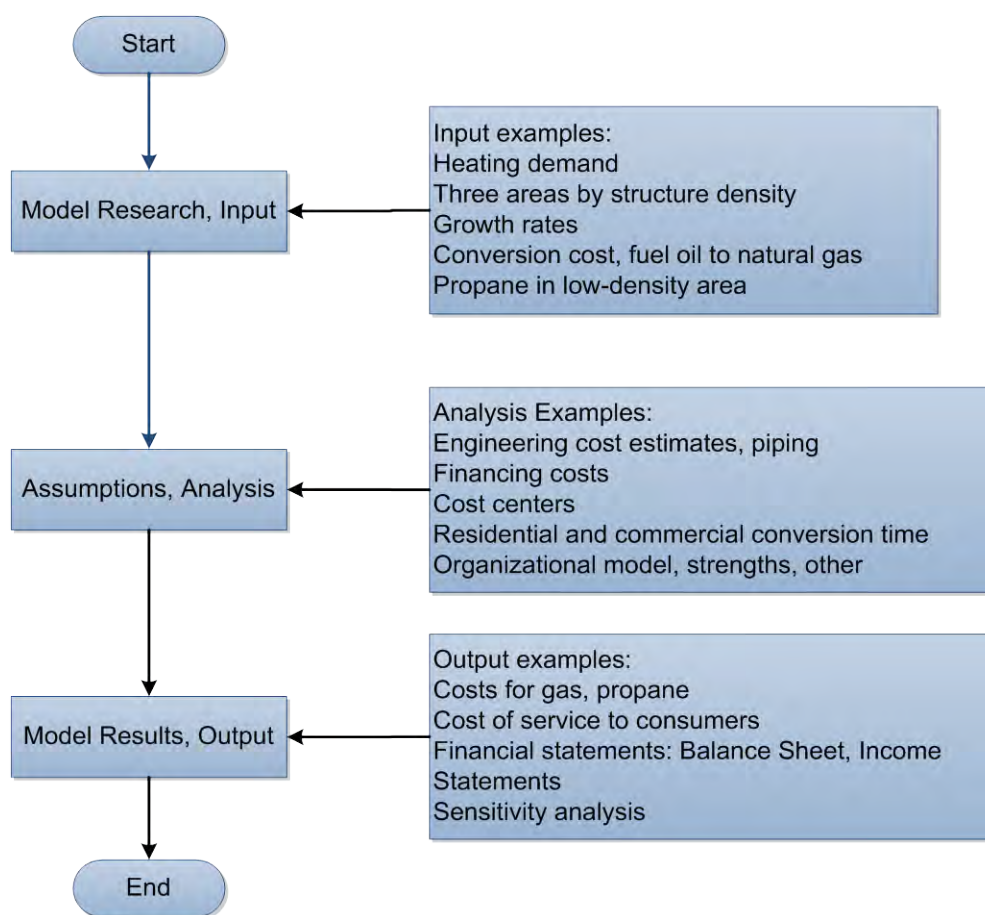 Start
Model Research, Input
Input examples:
Heating demand
Three areas by structure density
Growth rates
Conversion cost, fuel oil to natural gas
Propane in low-density area
Assumptions, Analysis
Analysis Examples:
Engineering cost estimates, piping
Financing costs
Cost centers
Residential and commercial conversion time
Organizational model, strengths, other
Model Results, Output
Output examples:
Costs for gas, propane
Cost of service to consumers
Financial statements: Balance Sheet, Income
Statements
Sensitivity analysis
End